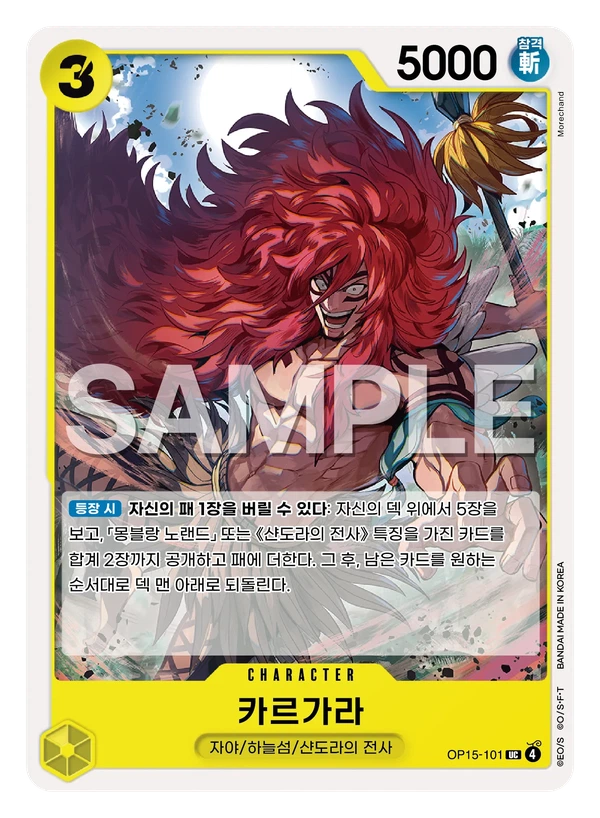 3
5000
참격
斬
Morechand
SAMPLE
등장 시 자신의 패 1장을 버릴 수 있다: 자신의 덱 위에서 5장을
보고, 「몽블랑 노랜드」 또는 《샨도라의 전사》 특징을 가진 카드를
합계 2장까지 공개하고 패에 더한다. 그 후, 남은 카드를 원하는
순서대로 덱 맨 아래로 되돌린다.
CHARACTER
카르가라
자야/하늘섬/샨도라의 전사
OP15-101 UC 4
©EO/S ©O/S·F·T BANDAI MADE IN KOREA